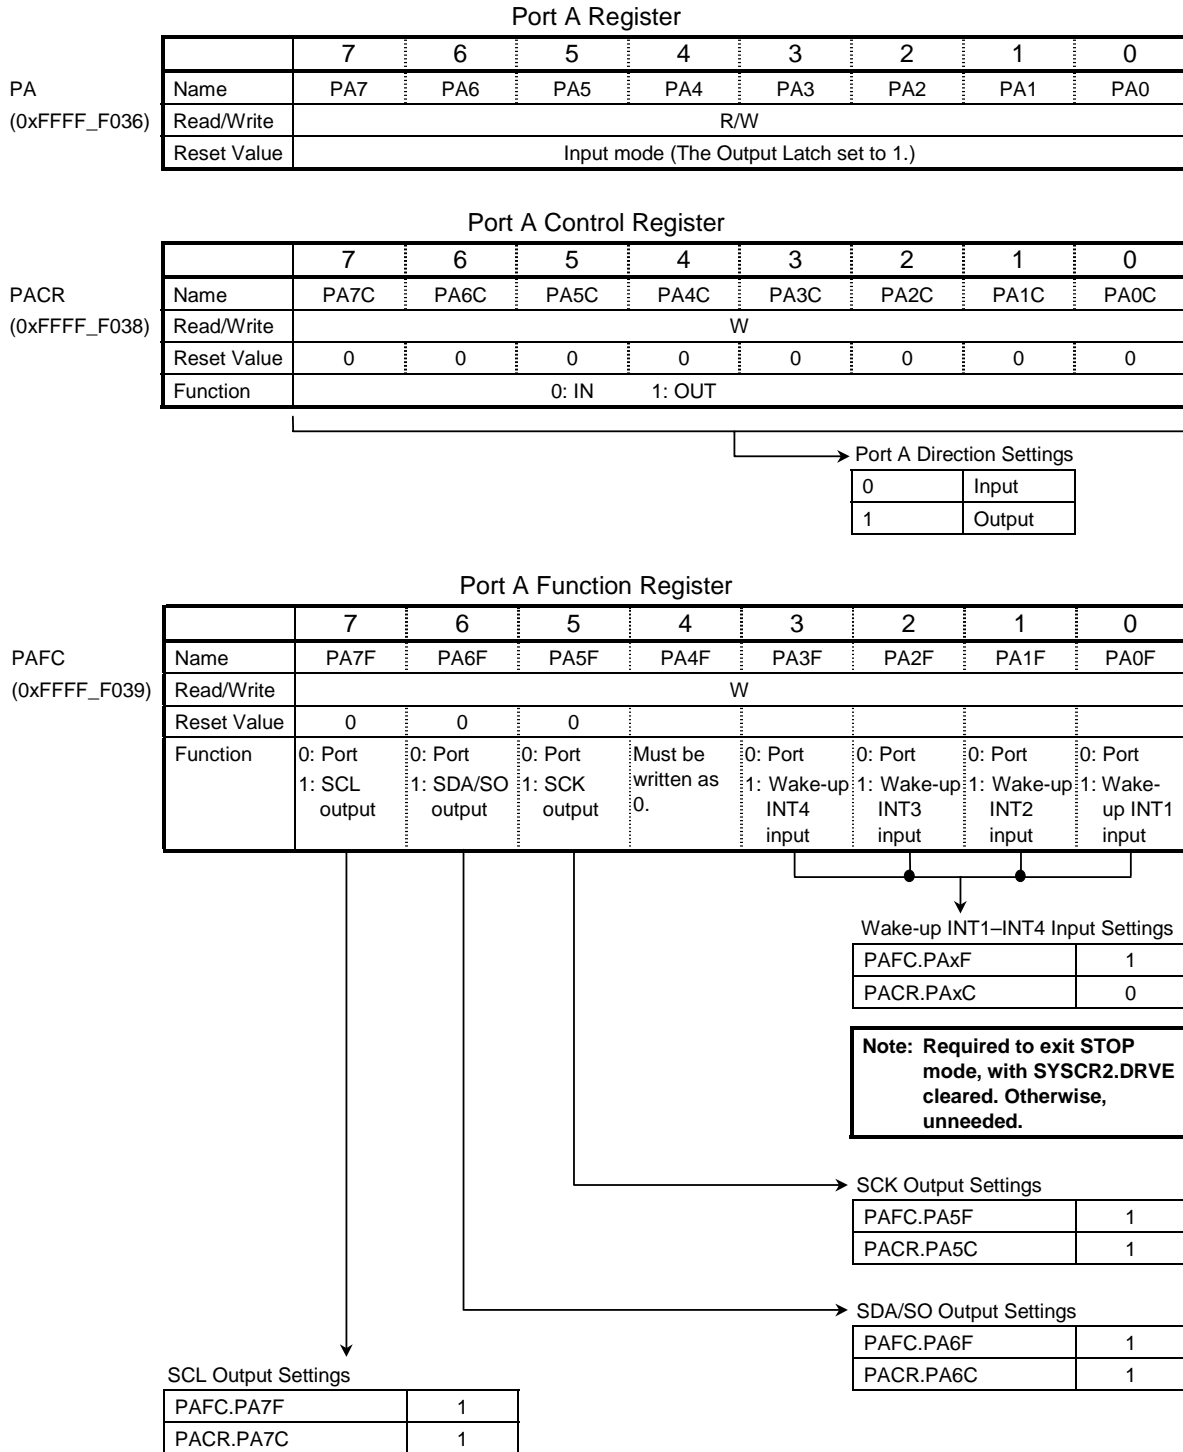 Port A Register
7 6 5 4 3 2 1 0
PA Name PA7 PA6 PA5 PA4 PA3 PA2 PA1 PA0
(0xFFFF_F036) Read/Write R/W
Reset Value Input mode (The Output Latch set to 1.)
Port A Control Register
7 6 5 4 3 2 1 0
PACR Name PA7C PA6C PA5C PA4C PA3C PA2C PA1C PA0C
(0xFFFF_F038) Read/Write W
Reset Value 0 0 0 0 0 0 0 0
Function 0: IN 1: OUT
Port A Direction Settings
0 Input
1 Output
Port A Function Register
7 6 5 4 3 2 1 0
PAFC Name PA7F PA6F PA5F PA4F PA3F PA2F PA1F PA0F
(0xFFFF_F039) Read/Write W
Reset Value 0 0 0
Function 0: Port 0: Port 0: Port Must be 0: Port 0: Port 0: Port 0: Port
1: SCL 1: SDA/SO 1: SCK written as 1: Wake-up 1: Wake-up 1: Wake-up 1: Wake-
output output output 0. INT4 INT3 INT2 up INT1
input input input input
Wake-up INT1–INT4 Input Settings
PAFC.PAxF 1
PACR.PAxC 0
Note: Required to exit STOP
mode, with SYSCR2.DRVE
cleared. Otherwise,
unneeded.
SCK Output Settings
PAFC.PA5F 1
PACR.PA5C 1
SDA/SO Output Settings
PAFC.PA6F 1
PACR.PA6C 1
SCL Output Settings
PAFC.PA7F 1
PACR.PA7C 1